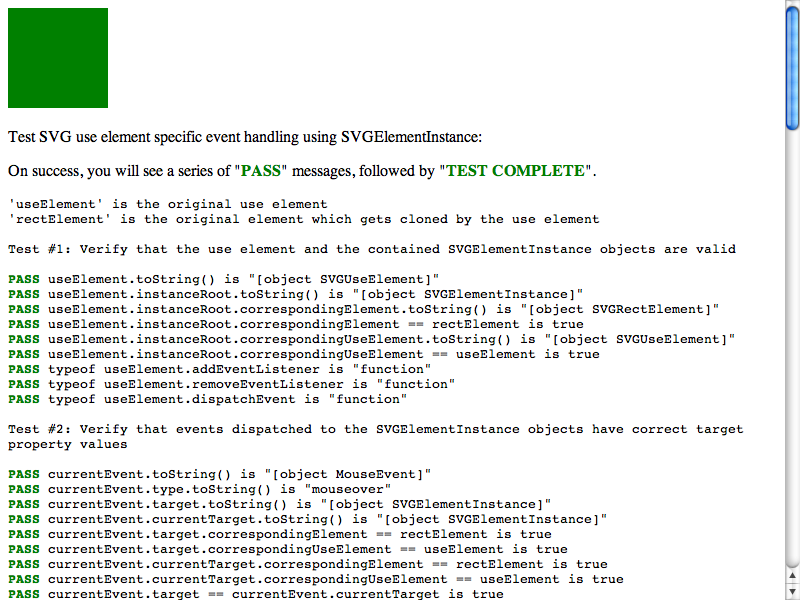 Test SVG use element specific event handling using SVGElementInstance:
On success, you will see a series of "PASS" messages, followed by "TEST COMPLETE".
'useElement' is the original use element
'rectElement' is the original element which gets cloned by the use element
Test #1: Verify that the use element and the contained SVGElementInstance objects are valid
PASS useElement.toString() is "[object SVGUseElement]"
PASS useElement.instanceRoot.toString() is "[object SVGElementInstance]"
PASS useElement.instanceRoot.correspondingElement.toString() is "[object SVGRectElement]"
PASS useElement.instanceRoot.correspondingElement == rectElement is true
PASS useElement.instanceRoot.correspondingUseElement.toString() is "[object SVGUseElement]"
PASS useElement.instanceRoot.correspondingUseElement == useElement is true
PASS typeof useElement.addEventListener is "function"
PASS typeof useElement.removeEventListener is "function"
PASS typeof useElement.dispatchEvent is "function"
Test #2: Verify that events dispatched to the SVGElementInstance objects have correct target
property values
PASS currentEvent.toString() is "[object MouseEvent]"
PASS currentEvent.type.toString() is "mouseover"
PASS currentEvent.target.toString() is "[object SVGElementInstance]"
PASS currentEvent.currentTarget.toString() is "[object SVGElementInstance]"
PASS currentEvent.target.correspondingElement == rectElement is true
PASS currentEvent.target.correspondingUseElement == useElement is true
PASS currentEvent.currentTarget.correspondingElement == rectElement is true
PASS currentEvent.currentTarget.correspondingUseElement == useElement is true
PASS currentEvent.target == currentEvent.currentTarget is true